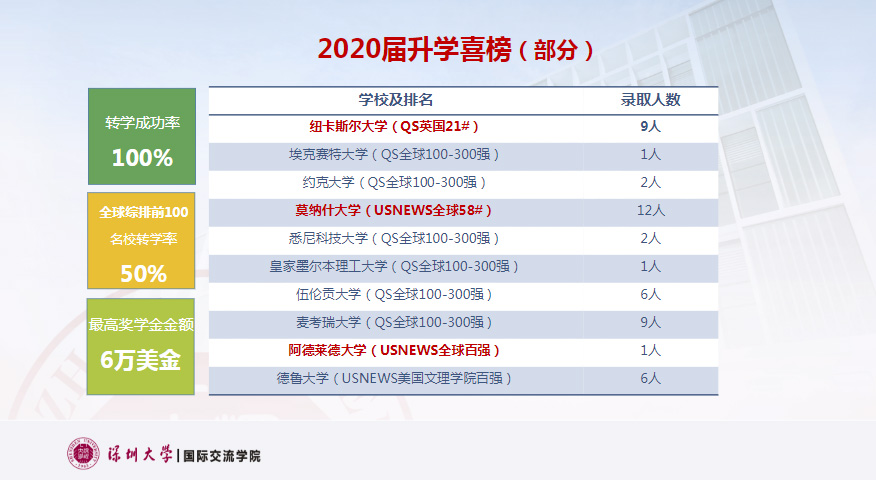 2020届升学喜榜（部分）
转学成功率
100%
全球综排前100
名校转学率
50%
最高奖学金金额
6万美金
学校及排名 录取人数
纽卡斯尔大学（QS英国21#） 9人
埃克赛特大学（QS全球100-300强） 1人
约克大学（QS全球100-300强） 2人
莫纳什大学（USNEWS全球58#） 12人
悉尼科技大学（QS全球100-300强） 2人
皇家墨尔本理工大学（QS全球100-300强） 1人
伍伦贡大学（QS全球100-300强） 6人
麦考瑞大学（QS全球100-300强） 9人
阿德莱德大学（USNEWS全球百强） 1人
德鲁大学（USNEWS美国文理学院百强） 6人
深圳大学|国际交流学院